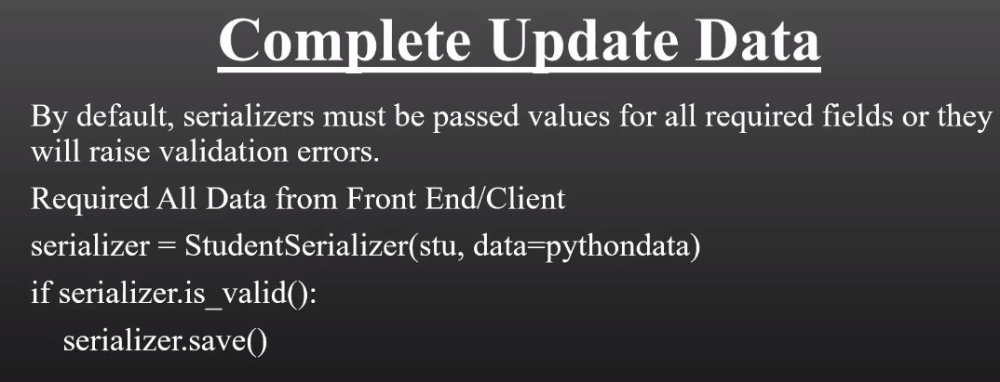 Complete Update Data
By default, serializers must be passed values for all required fields or they
will raise validation errors.
Required All Data from Front End/Client
serializer = StudentSerializer(stu, data=pythondata)
if serializer.is_valid():
serializer.save()